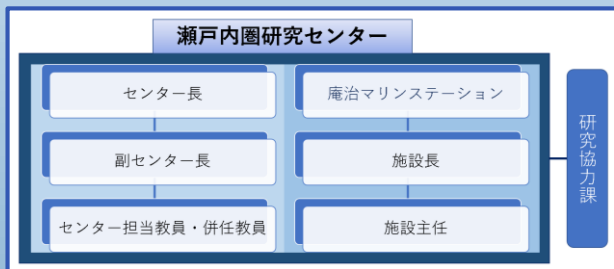 瀬戸内圏研究センター
センター長
副センター長
センター担当教員・併任教員
庵治マリンステーション
施設長
施設主任
研究協力課